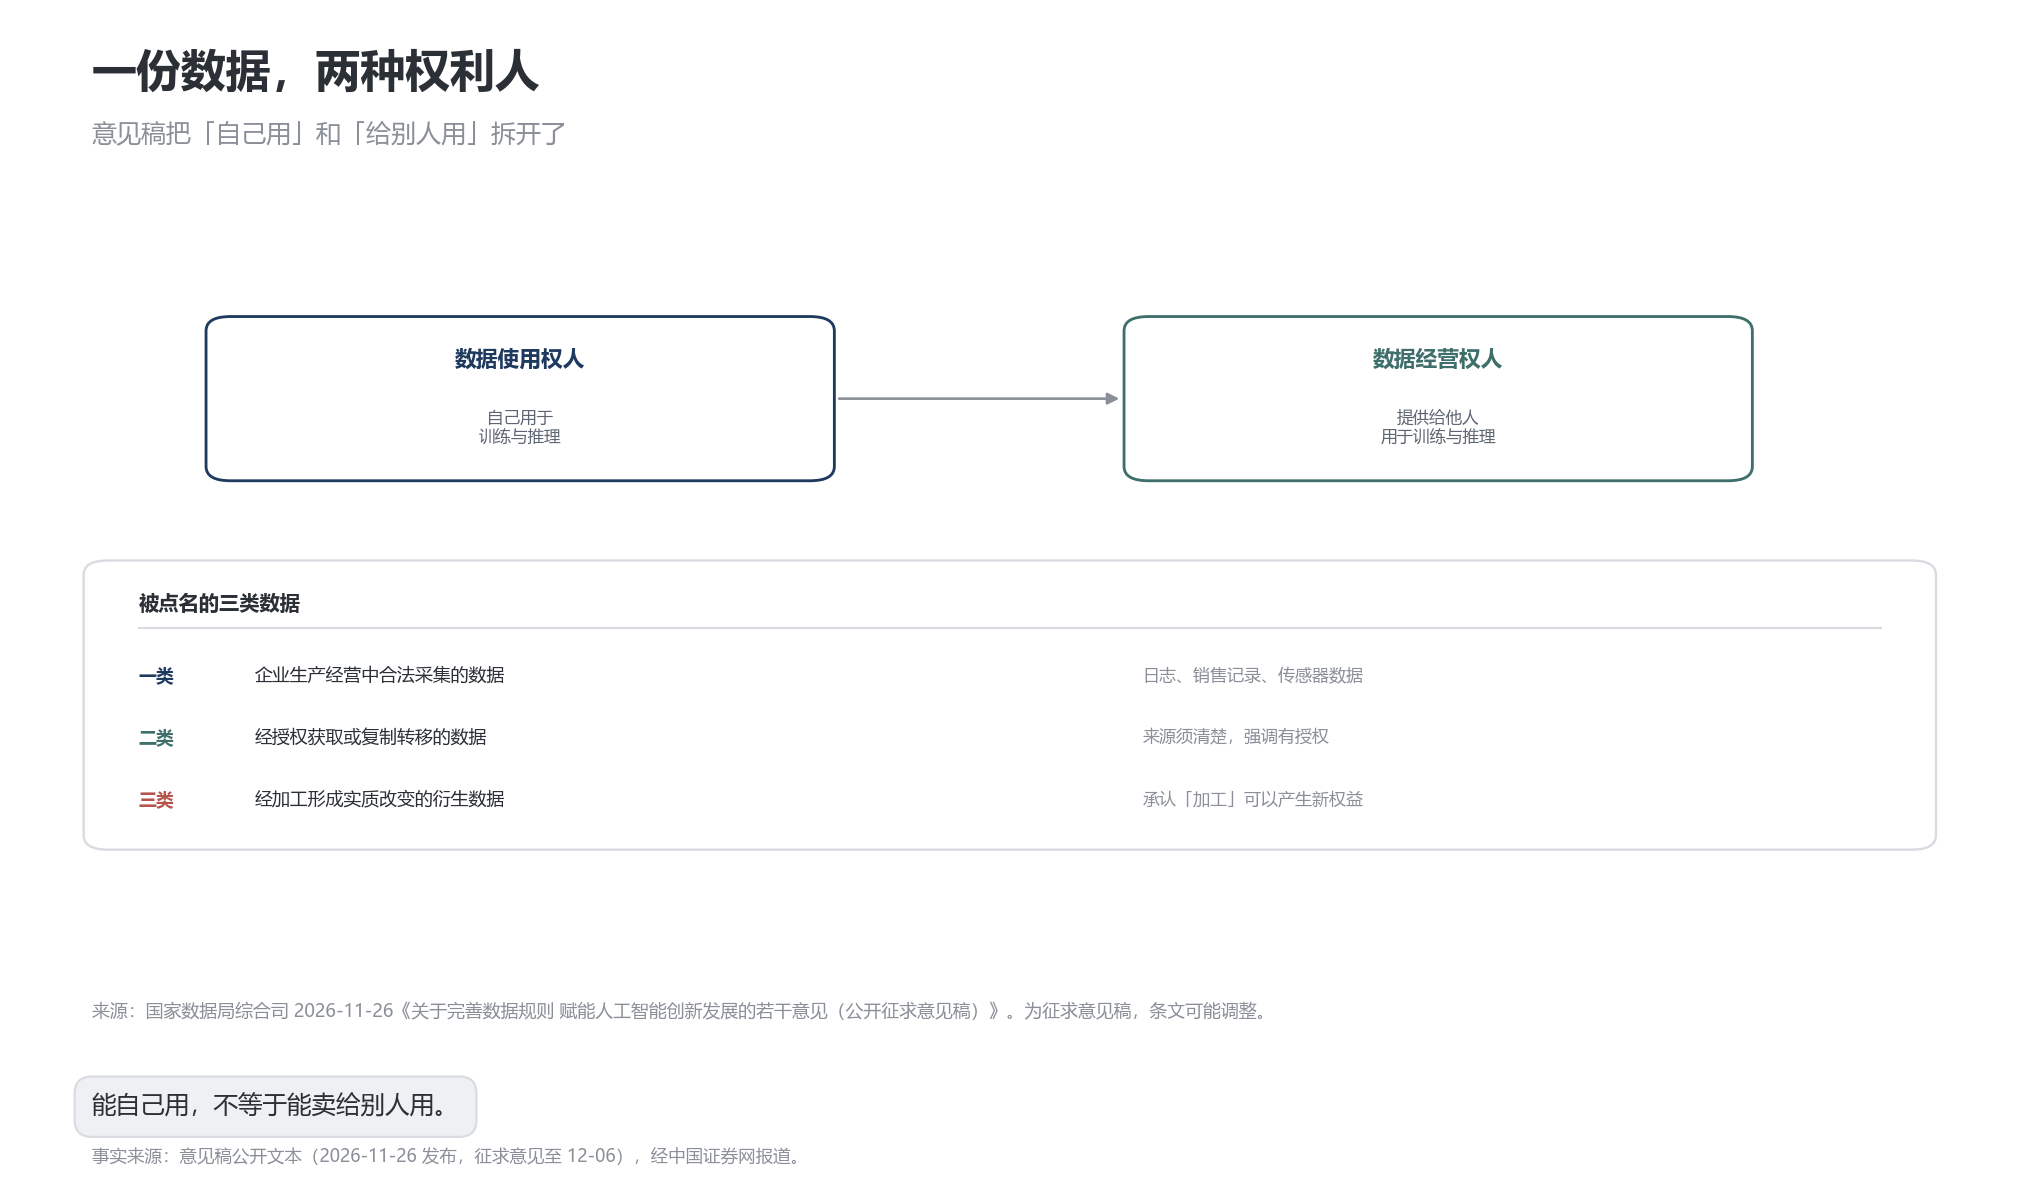 一份数据，两种权利人
意见稿把「自己用」和「给别人用」拆开了
数据使用权人
自己用于
训练与推理
数据经营权人
提供给他人
用于训练与推理
被点名的三类数据
一类 企业生产经营中合法采集的数据 日志、销售记录、传感器数据
二类 经授权获取或复制转移的数据 来源须清楚，强调有授权
三类 经加工形成实质改变的衍生数据 承认「加工」可以产生新权益
来源：国家数据局综合司 2026-11-26《关于完善数据规则 赋能人工智能创新发展的若干意见（公开征求意见稿）》。为征求意见稿，条文可能调整。
能自己用，不等于能卖给别人用。
事实来源：意见稿公开文本（2026-11-26 发布，征求意见至 12-06），经中国证券网报道。